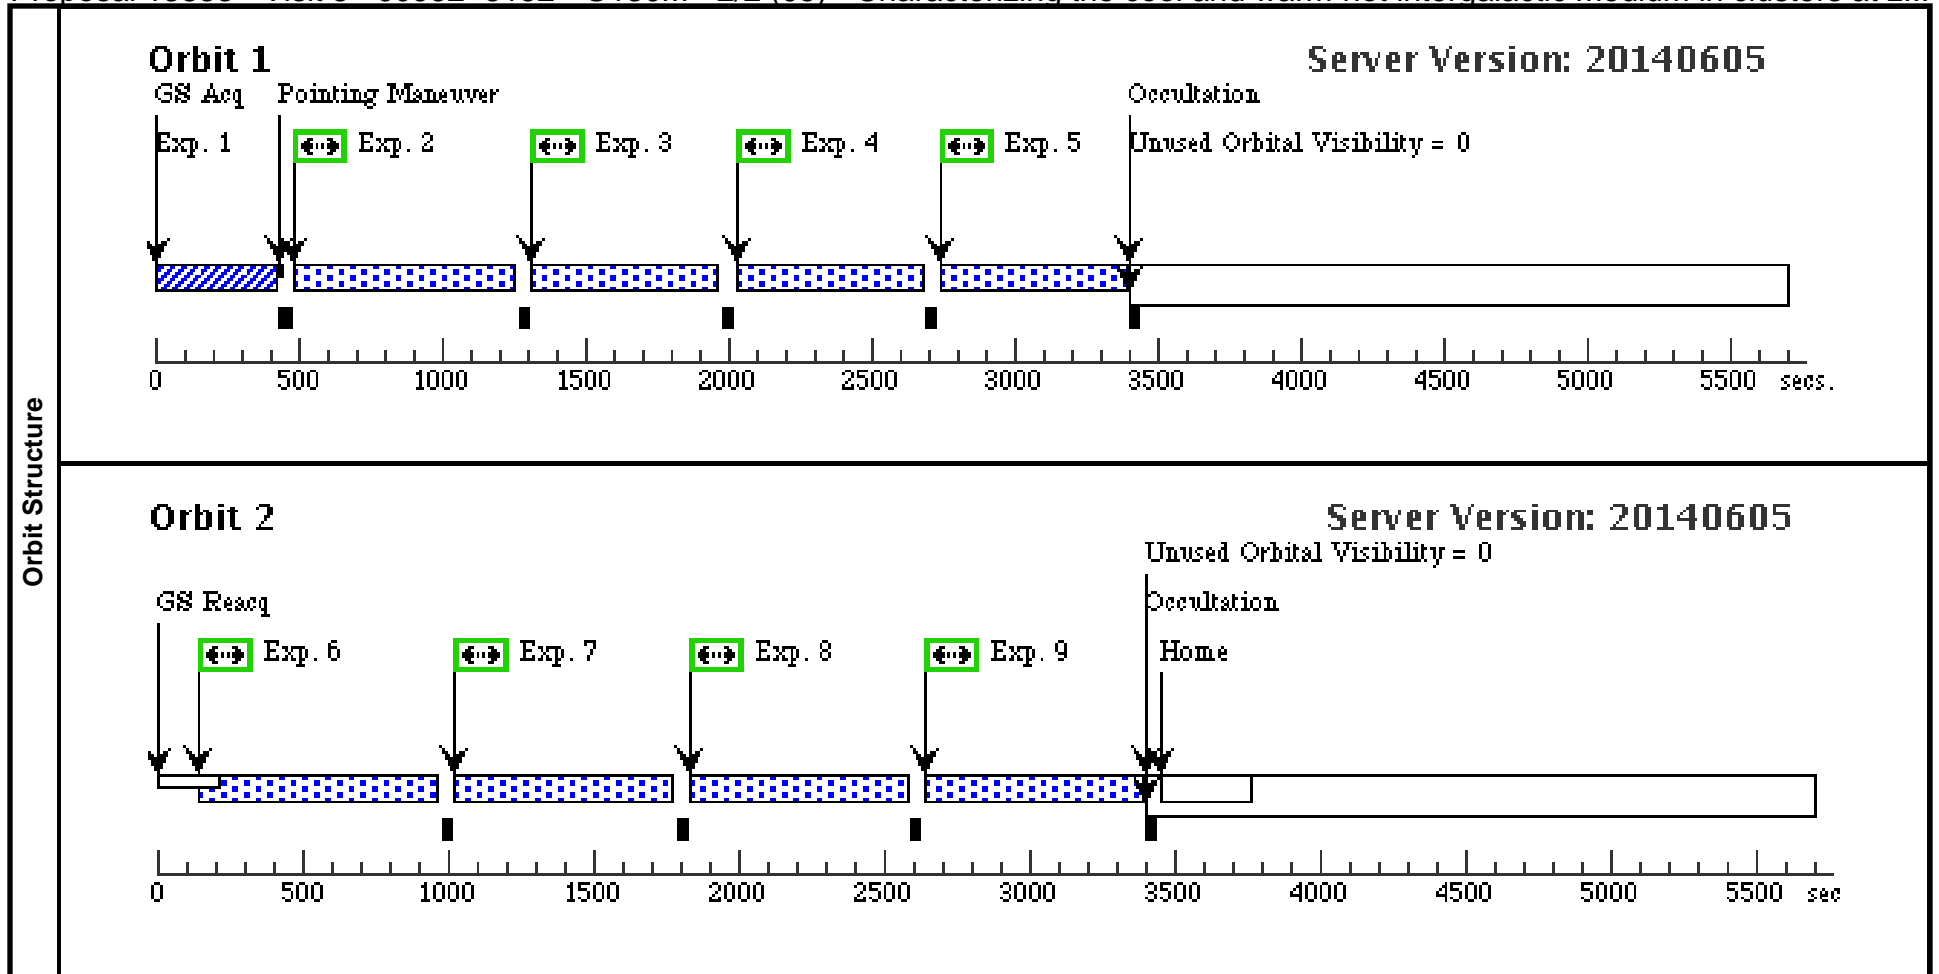 Orbit Structure
Orbit 1
Server Version: 20140605
GS Acq Pointing Maneuver Occultation
Exp. 1 Exp. 2 Exp. 3 Exp. 4 Exp. 5 Unused Orbital Visibility = 0
0 500 1000 1500 2000 2500 3000 3500 4000 4500 5000 5500 secs.
Orbit 2
Server Version: 20140605
Unused Orbital Visibility = 0
GS Reacq Occultation
Exp. 6 Exp. 7 Exp. 8 Exp. 9 Home
0 500 1000 1500 2000 2500 3000 3500 4000 4500 5000 5500 sec